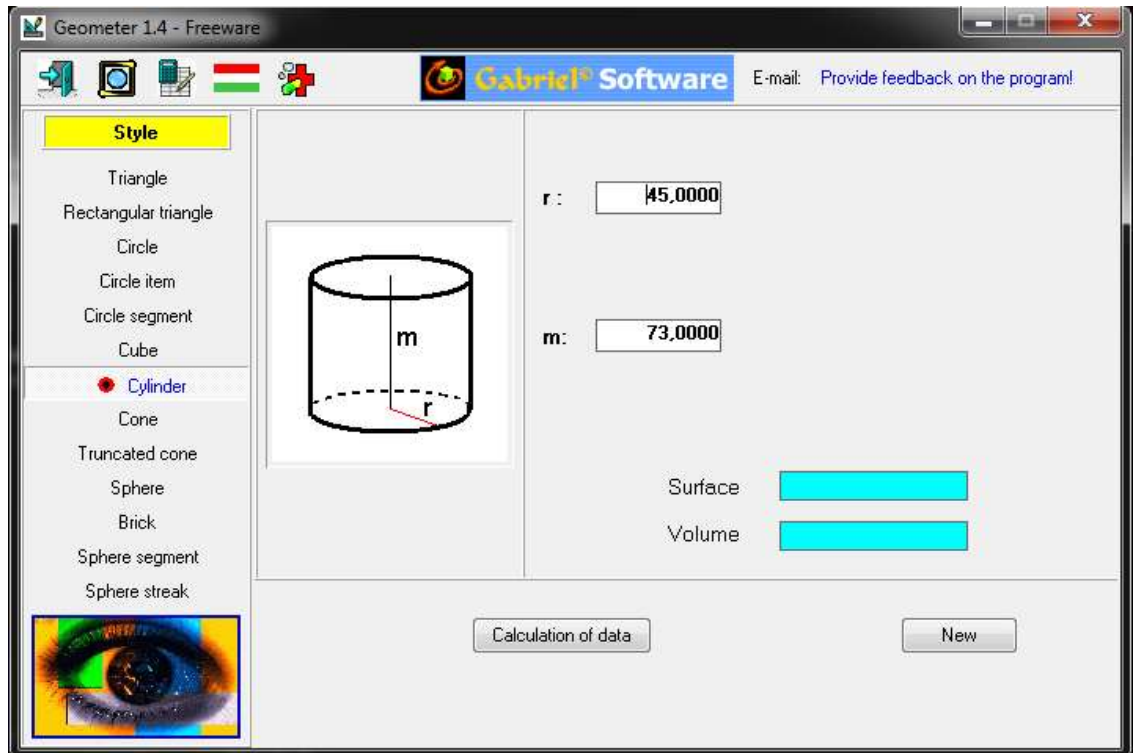 Geometer 1.4 - Freeware
Gabriel® Software E-mail: Provide feedback on the program!
Style
Triangle
Rectangular triangle
Circle
Circle item
Circle segment
Cube
Cylinder
Cone
Truncated cone
Sphere
Brick
Sphere segment
Sphere streak
m
r
r : 45,0000
m: 73,0000
Surface
Volume
Calculation of data New